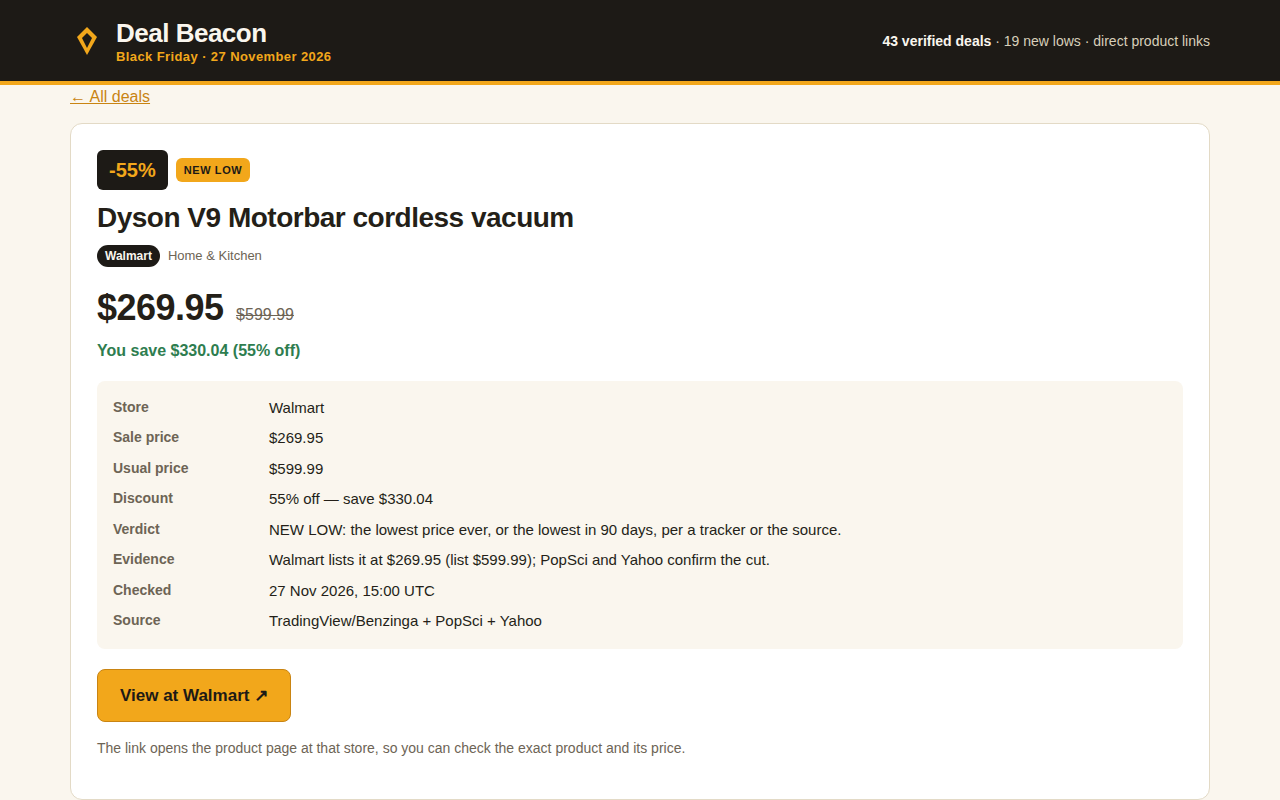 Deal Beacon
Black Friday · 27 November 2026
43 verified deals · 19 new lows · direct product links
← All deals
-55% NEW LOW
Dyson V9 Motorbar cordless vacuum
Walmart Home & Kitchen
$269.95 $599.99
You save $330.04 (55% off)
Store Walmart
Sale price $269.95
Usual price $599.99
Discount 55% off — save $330.04
Verdict NEW LOW: the lowest price ever, or the lowest in 90 days, per a tracker or the source.
Evidence Walmart lists it at $269.95 (list $599.99); PopSci and Yahoo confirm the cut.
Checked 27 Nov 2026, 15:00 UTC
Source TradingView/Benzinga + PopSci + Yahoo
View at Walmart ↗
The link opens the product page at that store, so you can check the exact product and its price.